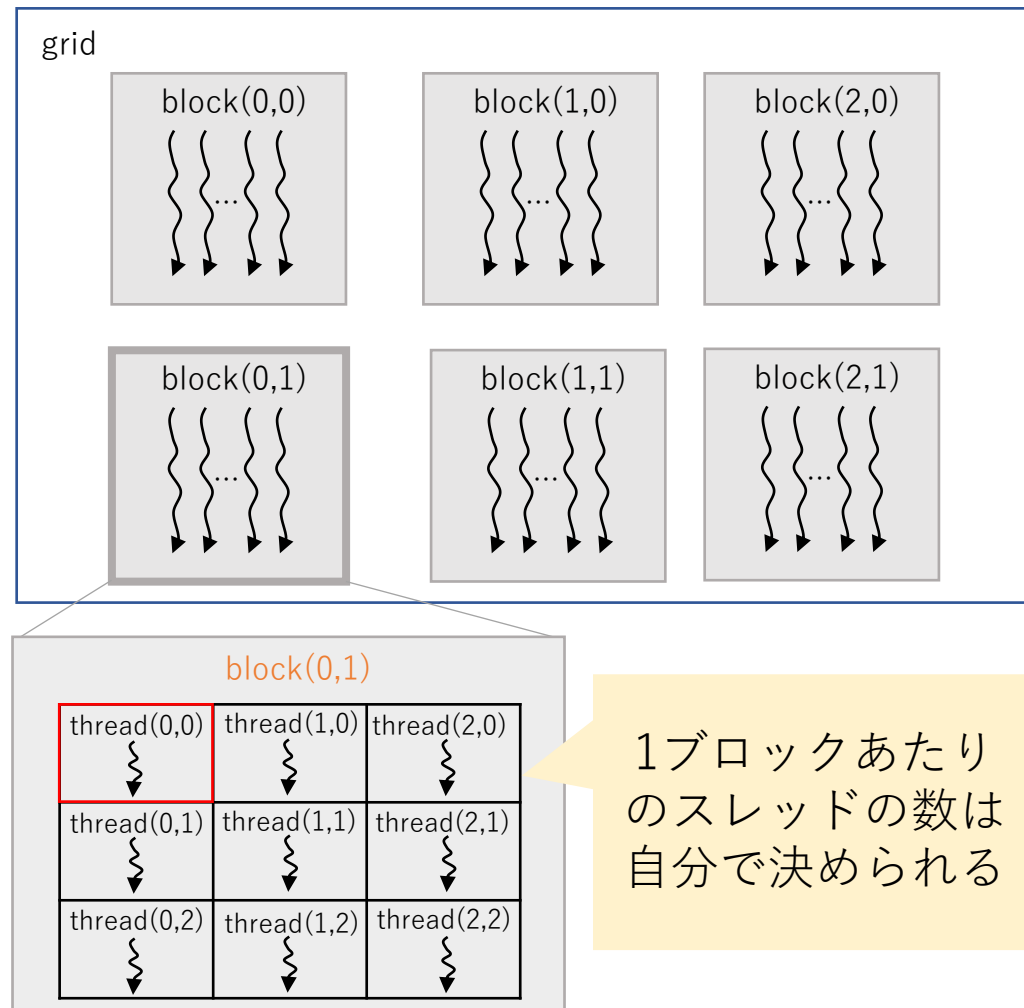 grid
block(0,0)
block(1,0)
block(2,0)
...
...
...
block(0,1)
block(1,1)
block(2,1)
...
...
...
block(0,1)
thread(0,0)
thread(1,0)
thread(2,0)
thread(0,1)
thread(1,1)
thread(2,1)
thread(0,2)
thread(1,2)
thread(2,2)
1ブロックあたり
のスレッドの数は
自分で決められる